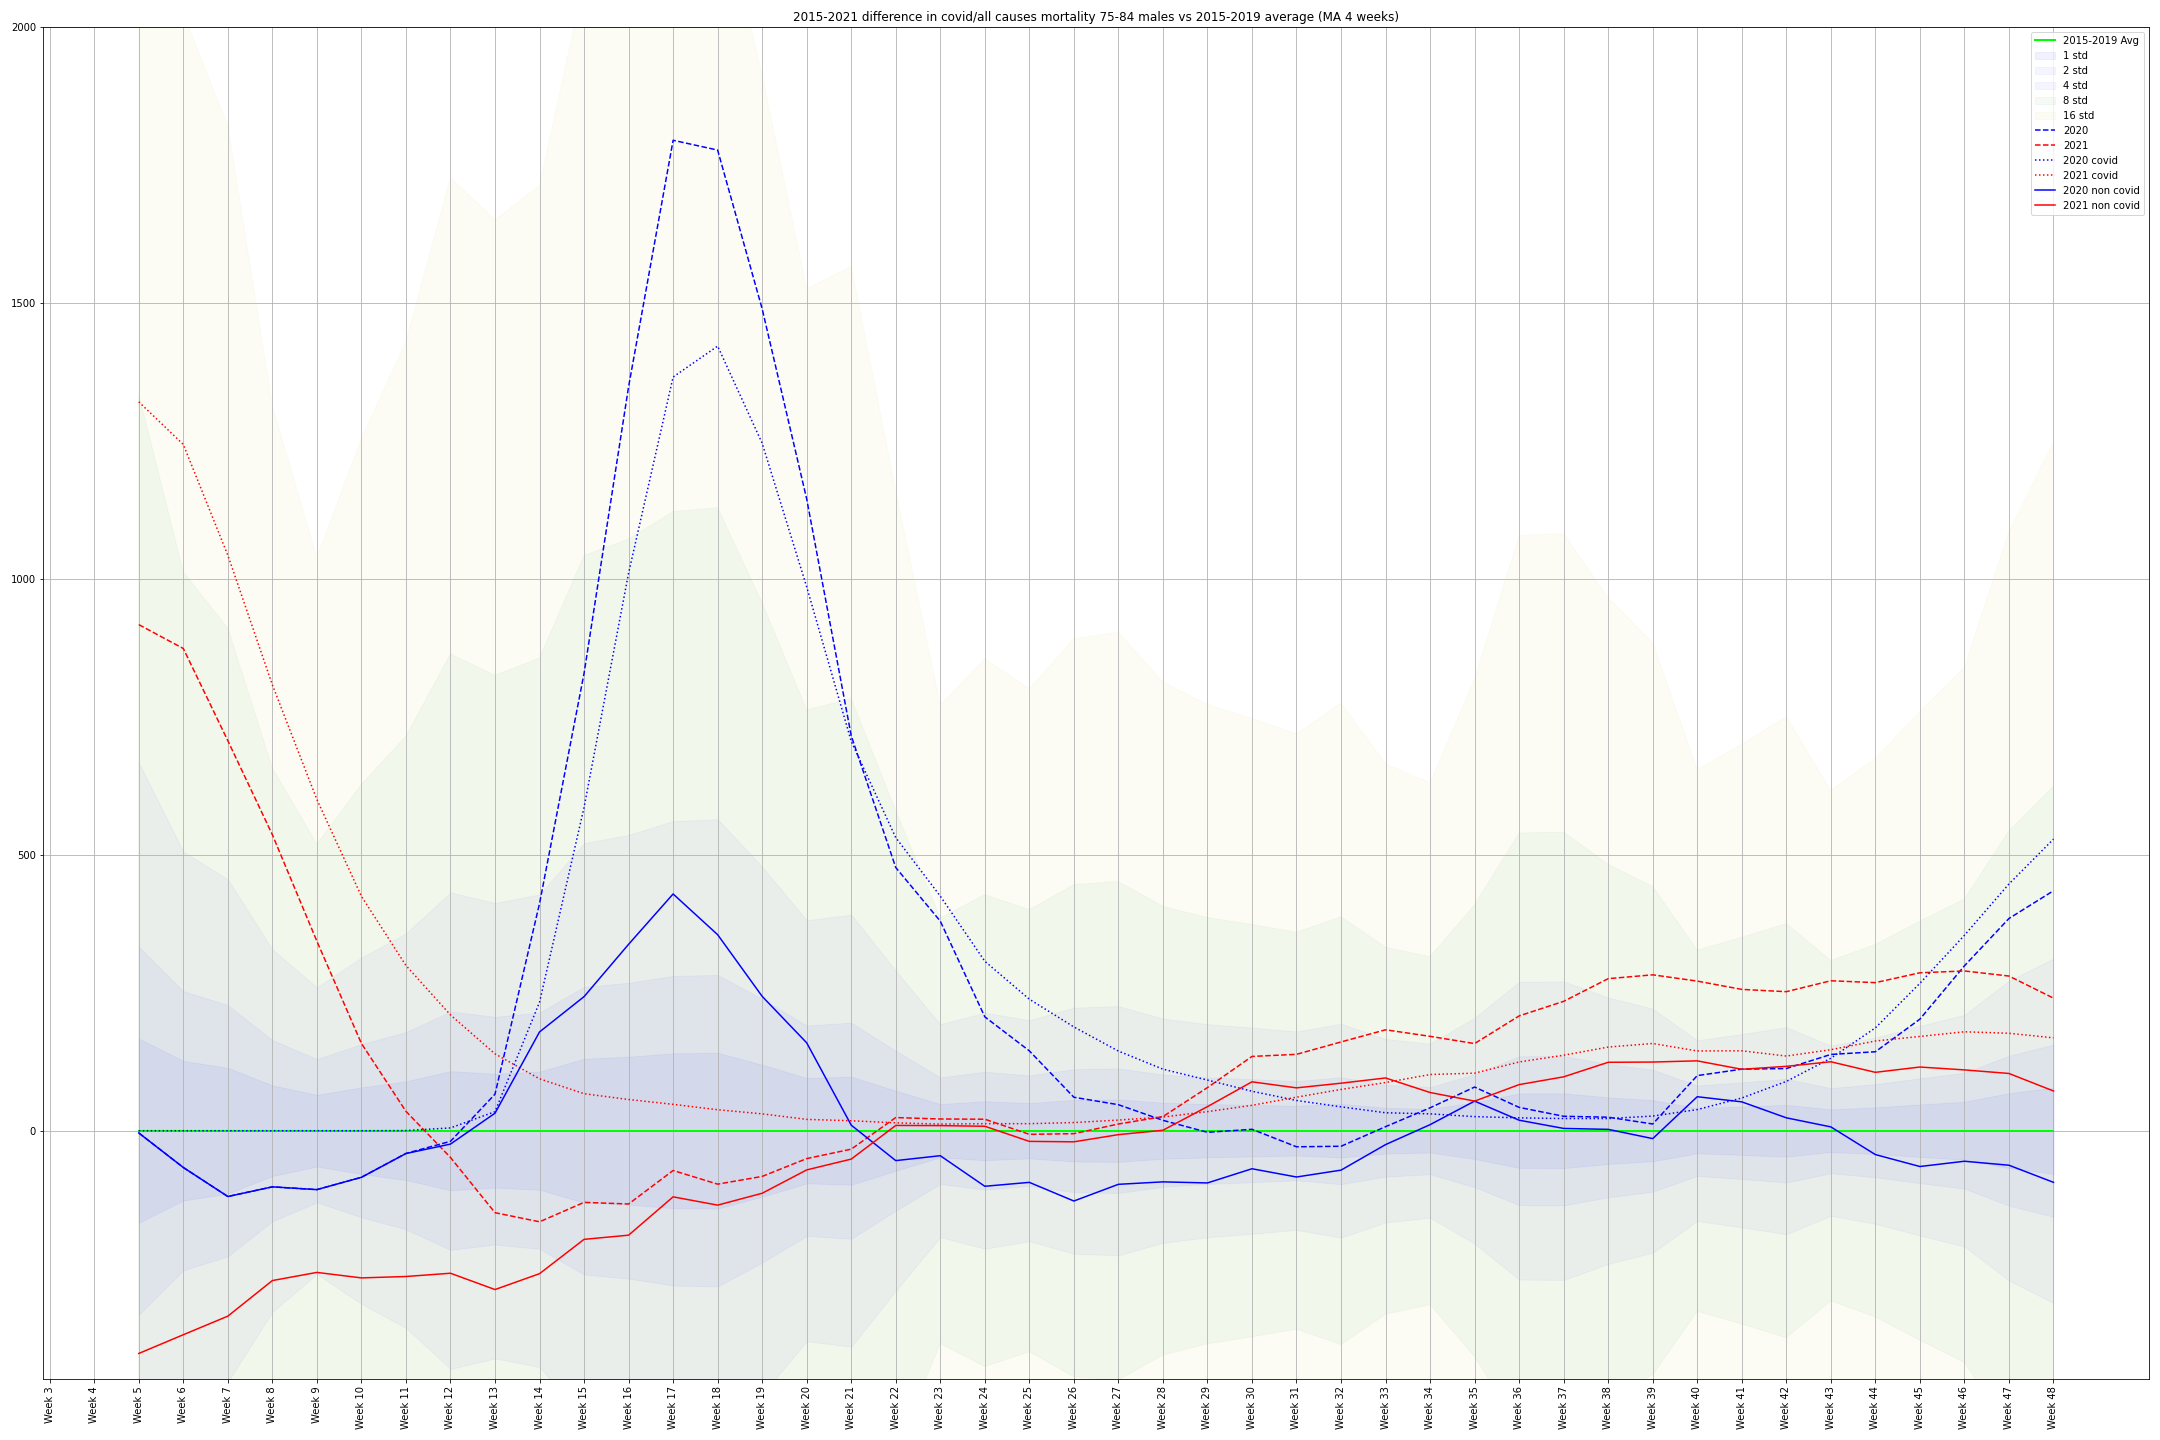 2015-2021 difference in covid/all causes mortality 75-84 males vs 2015-2019 average (MA 4 weeks)
2000
1500
1000
500
0
2015-2019 Avg
1 std
2 std
4 std
8 std
16 std
2020
2021
2020 covid
2021 covid
2020 non covid
2021 non covid
Week 3
Week 4
Week 5
Week 6
Week 7
Week 8
Week 9
Week 10
Week 11
Week 12
Week 13
Week 14
Week 15
Week 16
Week 17
Week 18
Week 19
Week 20
Week 21
Week 22
Week 23
Week 24
Week 25
Week 26
Week 27
Week 28
Week 29
Week 30
Week 31
Week 32
Week 33
Week 34
Week 35
Week 36
Week 37
Week 38
Week 39
Week 40
Week 41
Week 42
Week 43
Week 44
Week 45
Week 46
Week 47
Week 48